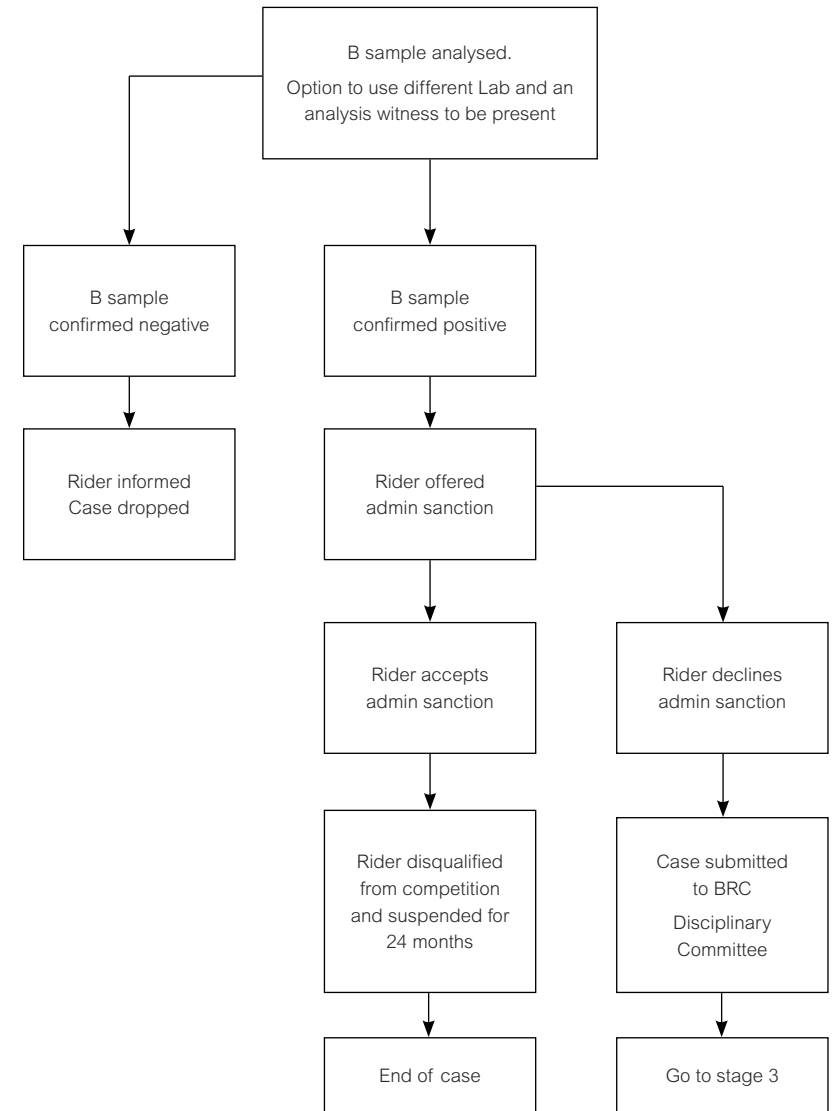 B sample analysed.
Option to use different Lab and an
analysis witness to be present
B sample
confirmed negative
B sample
confirmed positive
Rider informed
Case dropped
Rider offered
admin sanction
Rider accepts
admin sanction
Rider declines
admin sanction
Rider disqualified
from competition
and suspended for
24 months
Case submitted
to BRC
Disciplinary
Committee
End of case
Go to stage 3